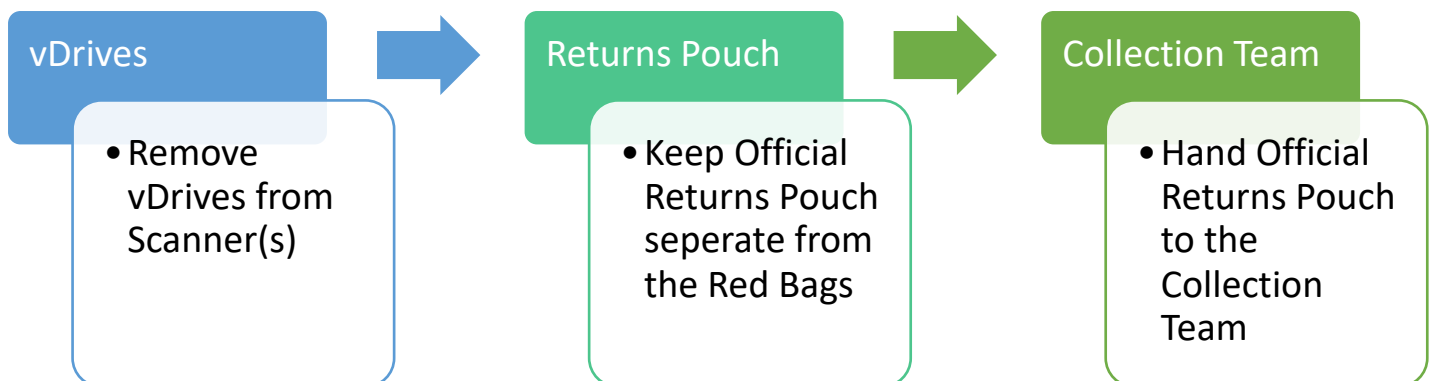 vDrives
• Remove
vDrives from
Scanner(s)
Returns Pouch
• Keep Official
Returns Pouch
seperate from
the Red Bags
Collection Team
• Hand Official
Returns Pouch
to the
Collection
Team